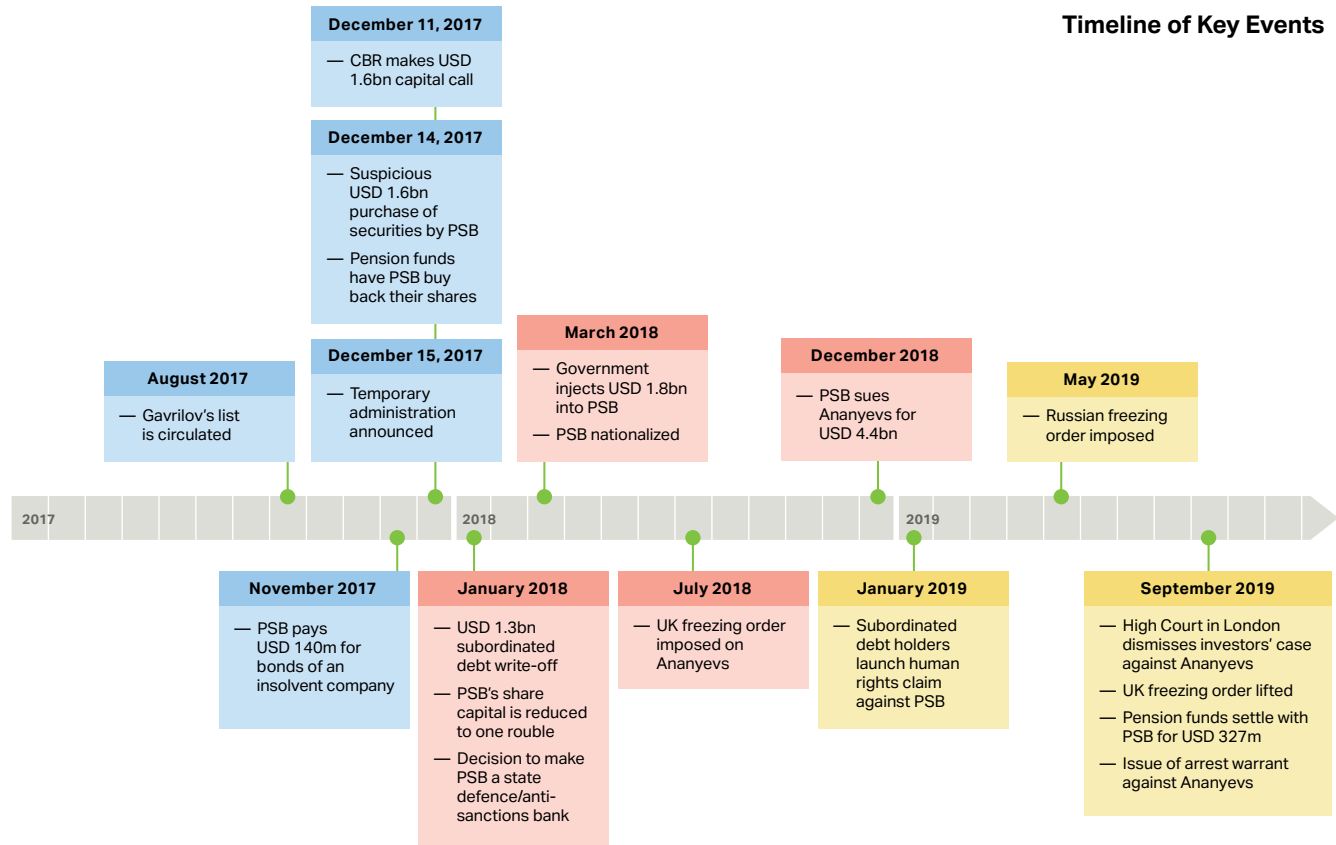 Timeline of Key Events
December 11, 2017
— CBR makes USD
1.6bn capital call
December 14, 2017
— Suspicious
USD 1.6bn
purchase of
securities by PSB
— Pension funds
have PSB buy
back their shares
August 2017
— Gavrilov's list
is circulated
December 15, 2017
— Temporary
administration
announced
March 2018
— Government
injects USD 1.8bn
into PSB
— PSB nationalized
December 2018
— PSB sues
Ananyevs for
USD 4.4bn
May 2019
— Russian freezing
order imposed
2017
2018
2019
November 2017
— PSB pays
USD 140m for
bonds of an
insolvent company
January 2018
— USD 1.3bn
subordinated
debt write-off
— PSB's share
capital is reduced
to one rouble
— Decision to make
PSB a state
defence/anti-
sanctions bank
July 2018
— UK freezing order
imposed on
Ananyevs
January 2019
— Subordinated
debt holders
launch human
rights claim
against PSB
September 2019
— High Court in London
dismisses investors' case
against Ananyevs
— UK freezing order lifted
— Pension funds settle with
PSB for USD 327m
— Issue of arrest warrant
against Ananyevs